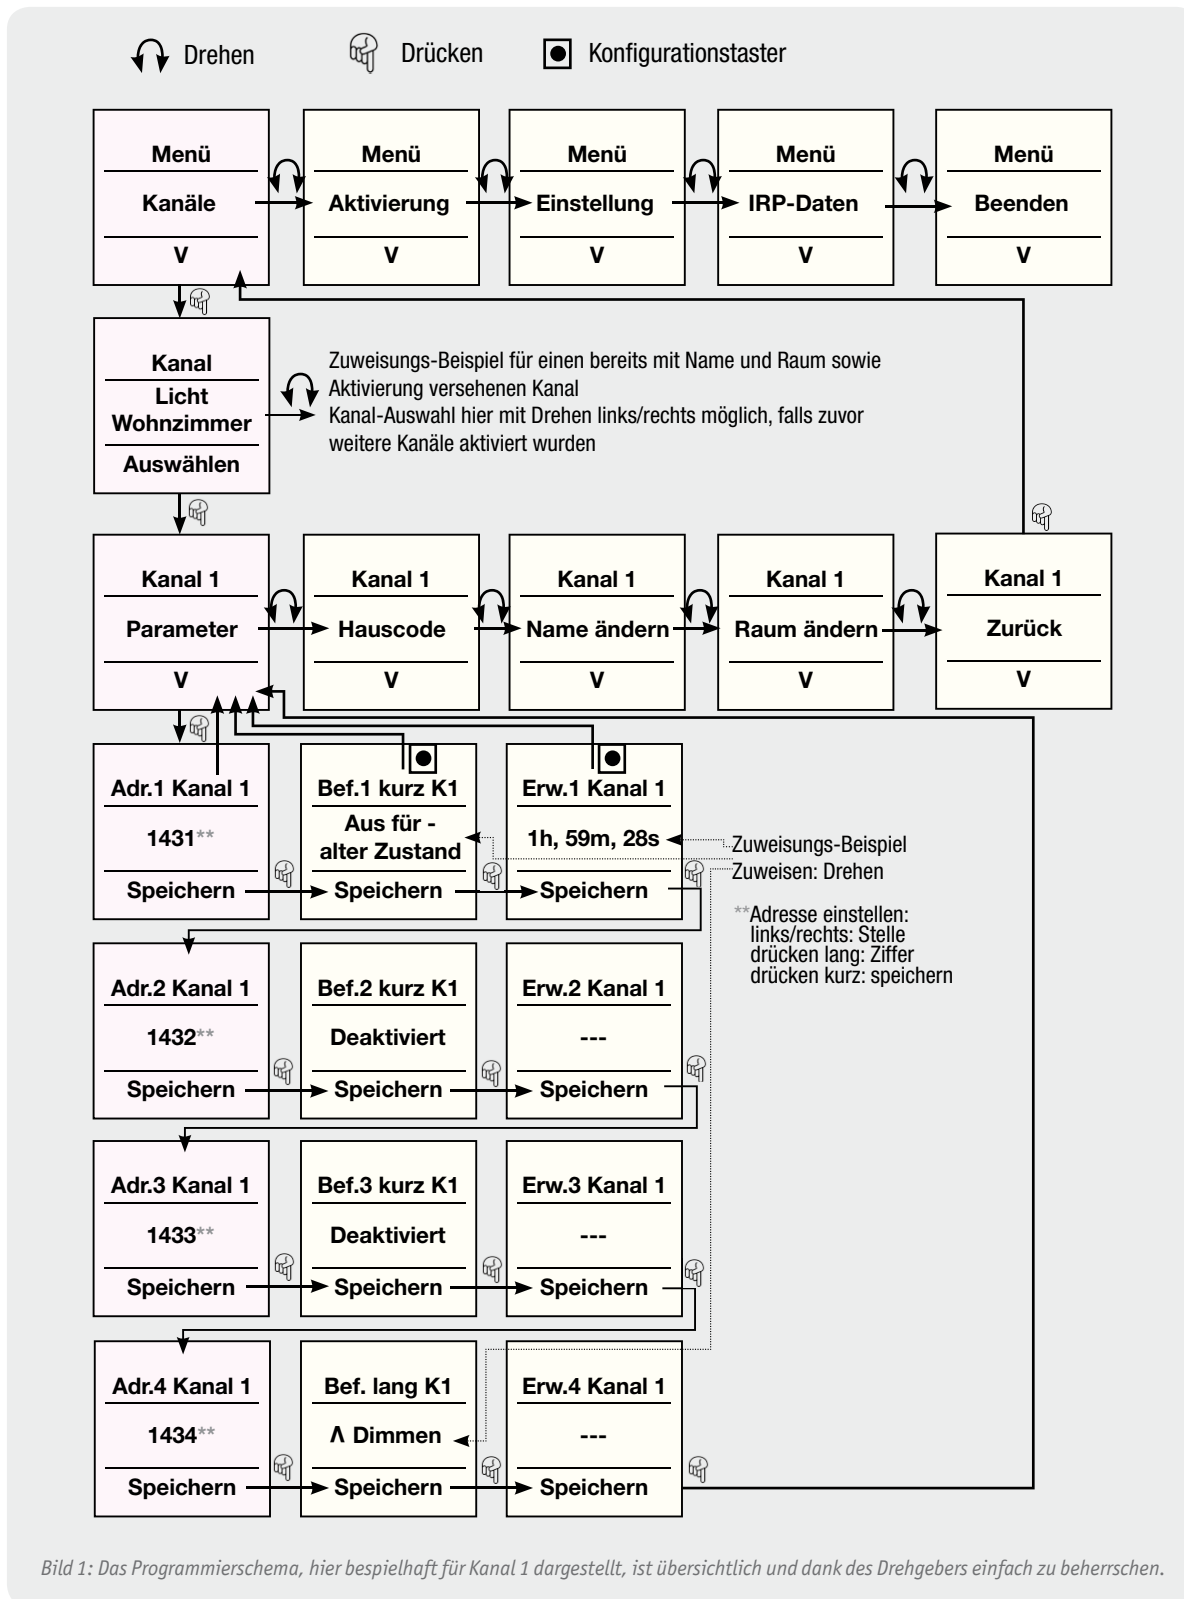 Drehen
Drücken
Konfigurationstaster
Menü
Kanäle
V
Menü
Aktivierung
V
Menü
Einstellung
V
Menü
IRP-Daten
V
Menü
Beenden
V
Kanal
Licht
Wohnzimmer
Auswählen
Zuweisungs-Beispiel für einen bereits mit Name und Raum sowie
Aktivierung versehenen Kanal
Kanal-Auswahl hier mit Drehen links/rechts möglich, falls zuvor
weitere Kanäle aktiviert wurden
Kanal 1
Parameter
V
Kanal 1
Hauscode
V
Kanal 1
Name ändern
V
Kanal 1
Raum ändern
V
Kanal 1
Zurück
V
Adr.1 Kanal 1
1431**
Speichern
Bef.1 kurz K1
Aus für -
alter Zustand
Speichern
Erw.1 Kanal 1
1h, 59m, 28s
Speichern
Zuweisungs-Beispiel
Zuweisen: Drehen
**Adresse einstellen:
links/rechts: Stelle
drücken lang: Ziffer
drücken kurz: speichern
Adr.2 Kanal 1
1432**
Speichern
Bef.2 kurz K1
Deaktiviert
Speichern
Erw.2 Kanal 1
---
Speichern
Adr.3 Kanal 1
1433**
Speichern
Bef.3 kurz K1
Deaktiviert
Speichern
Erw.3 Kanal 1
---
Speichern
Adr.4 Kanal 1
1434**
Speichern
Bef. lang K1
Λ Dimmen
Speichern
Erw.4 Kanal 1
---
Speichern
Bild 1: Das Programmierschema, hier bespielhaft für Kanal 1 dargestellt, ist übersichtlich und dank des Drehgebers einfach zu beherrschen.